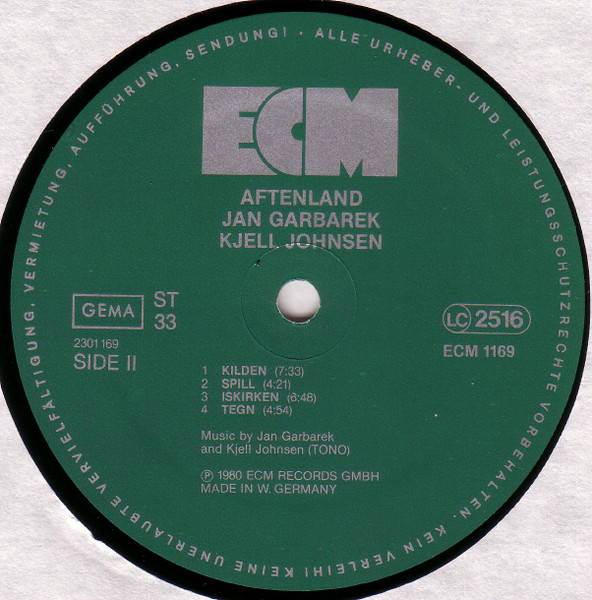 ALLE URHEBER- UND LEISTUNGSSCHUTZRECHTE VORBEHALTEN. KEIN VERLEIH! KEINE UNERLAUBTE VERVIELFÄLTIGUNG, VERMIETUNG, AUFFÜHRUNG, SENDUNG! •
ECM
AFTENLAND
JAN GARBAREK
KJELL JOHNSEN
GEMA
ST
33
2301169
SIDE II
LC 2516
ECM 1169
1 KILDEN (7:33)
2 SPILL (4:21)
3 ISKIRKEN (6:48)
4 TEGN (4:54)
Music by Jan Garbarek
and Kjell Johnsen (TONO)
Ⓟ 1980 ECM RECORDS GMBH
MADE IN W. GERMANY